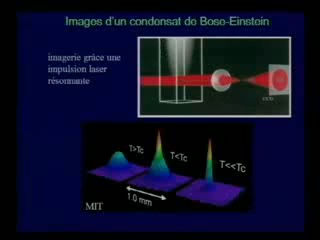 Images d'un condensat de Bose-Einstein
imagerie grâce une
impulsion laser
résonnante
ccD
T>Tc
T<Tc
T<<Tc
1.0 mm
MIT